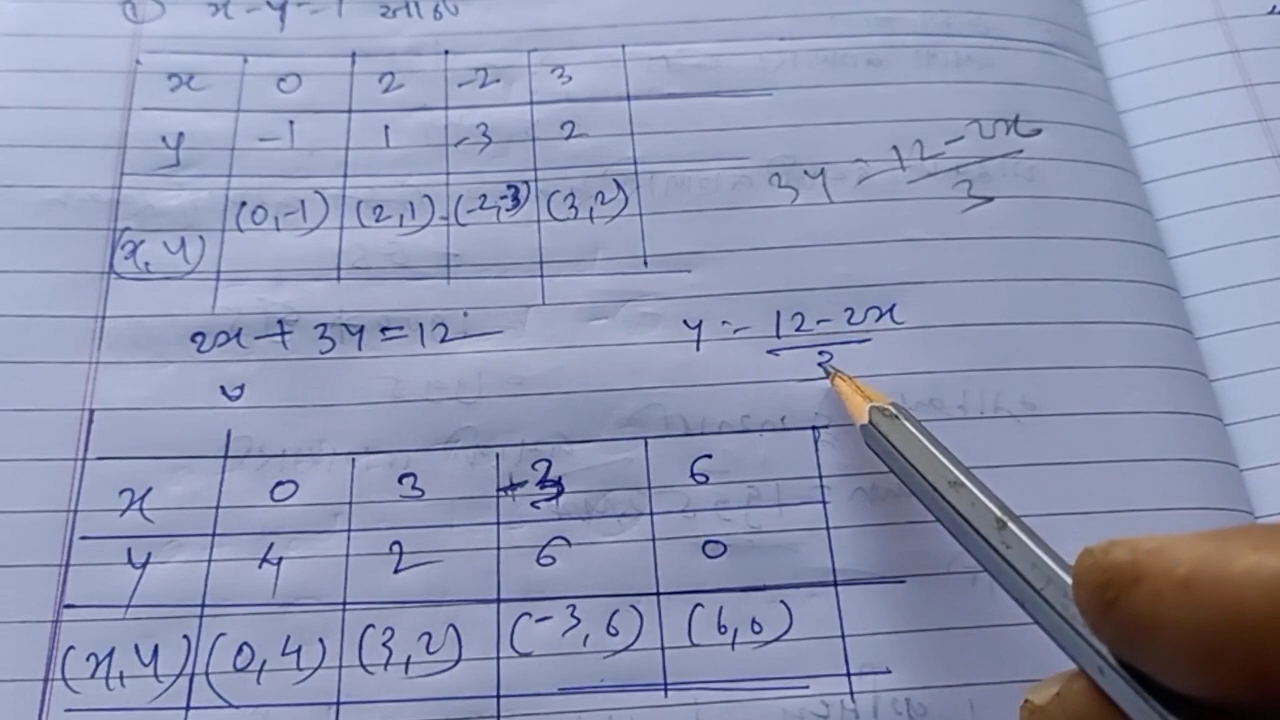 x-y=1
x 0 2 -2 3
y -1 1 -3 2
(x,y) (0,-1) (2,1) (-2,-3) (3,2)
3y = 12-2x
3
2x + 3y = 12
y = 12-2x
3
x 0 3 6
y 4 2 6 0
(x,y) (0,4) (3,2) (-3,6) (6,0)